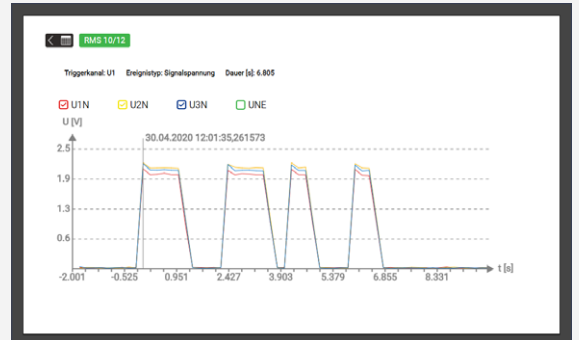 RMS 10/12
Triggerkanal: U1 Ereignistyp: Signalspannung Dauer [s]: 6.805
U1N U2N U3N UNE
U [V]
30.04.2020 12:01:35,261573
2.5
1.9
1.3
0.6
t [s]
-2.001 -0.525 0.951 2.427 3.903 5.379 6.855 8.331